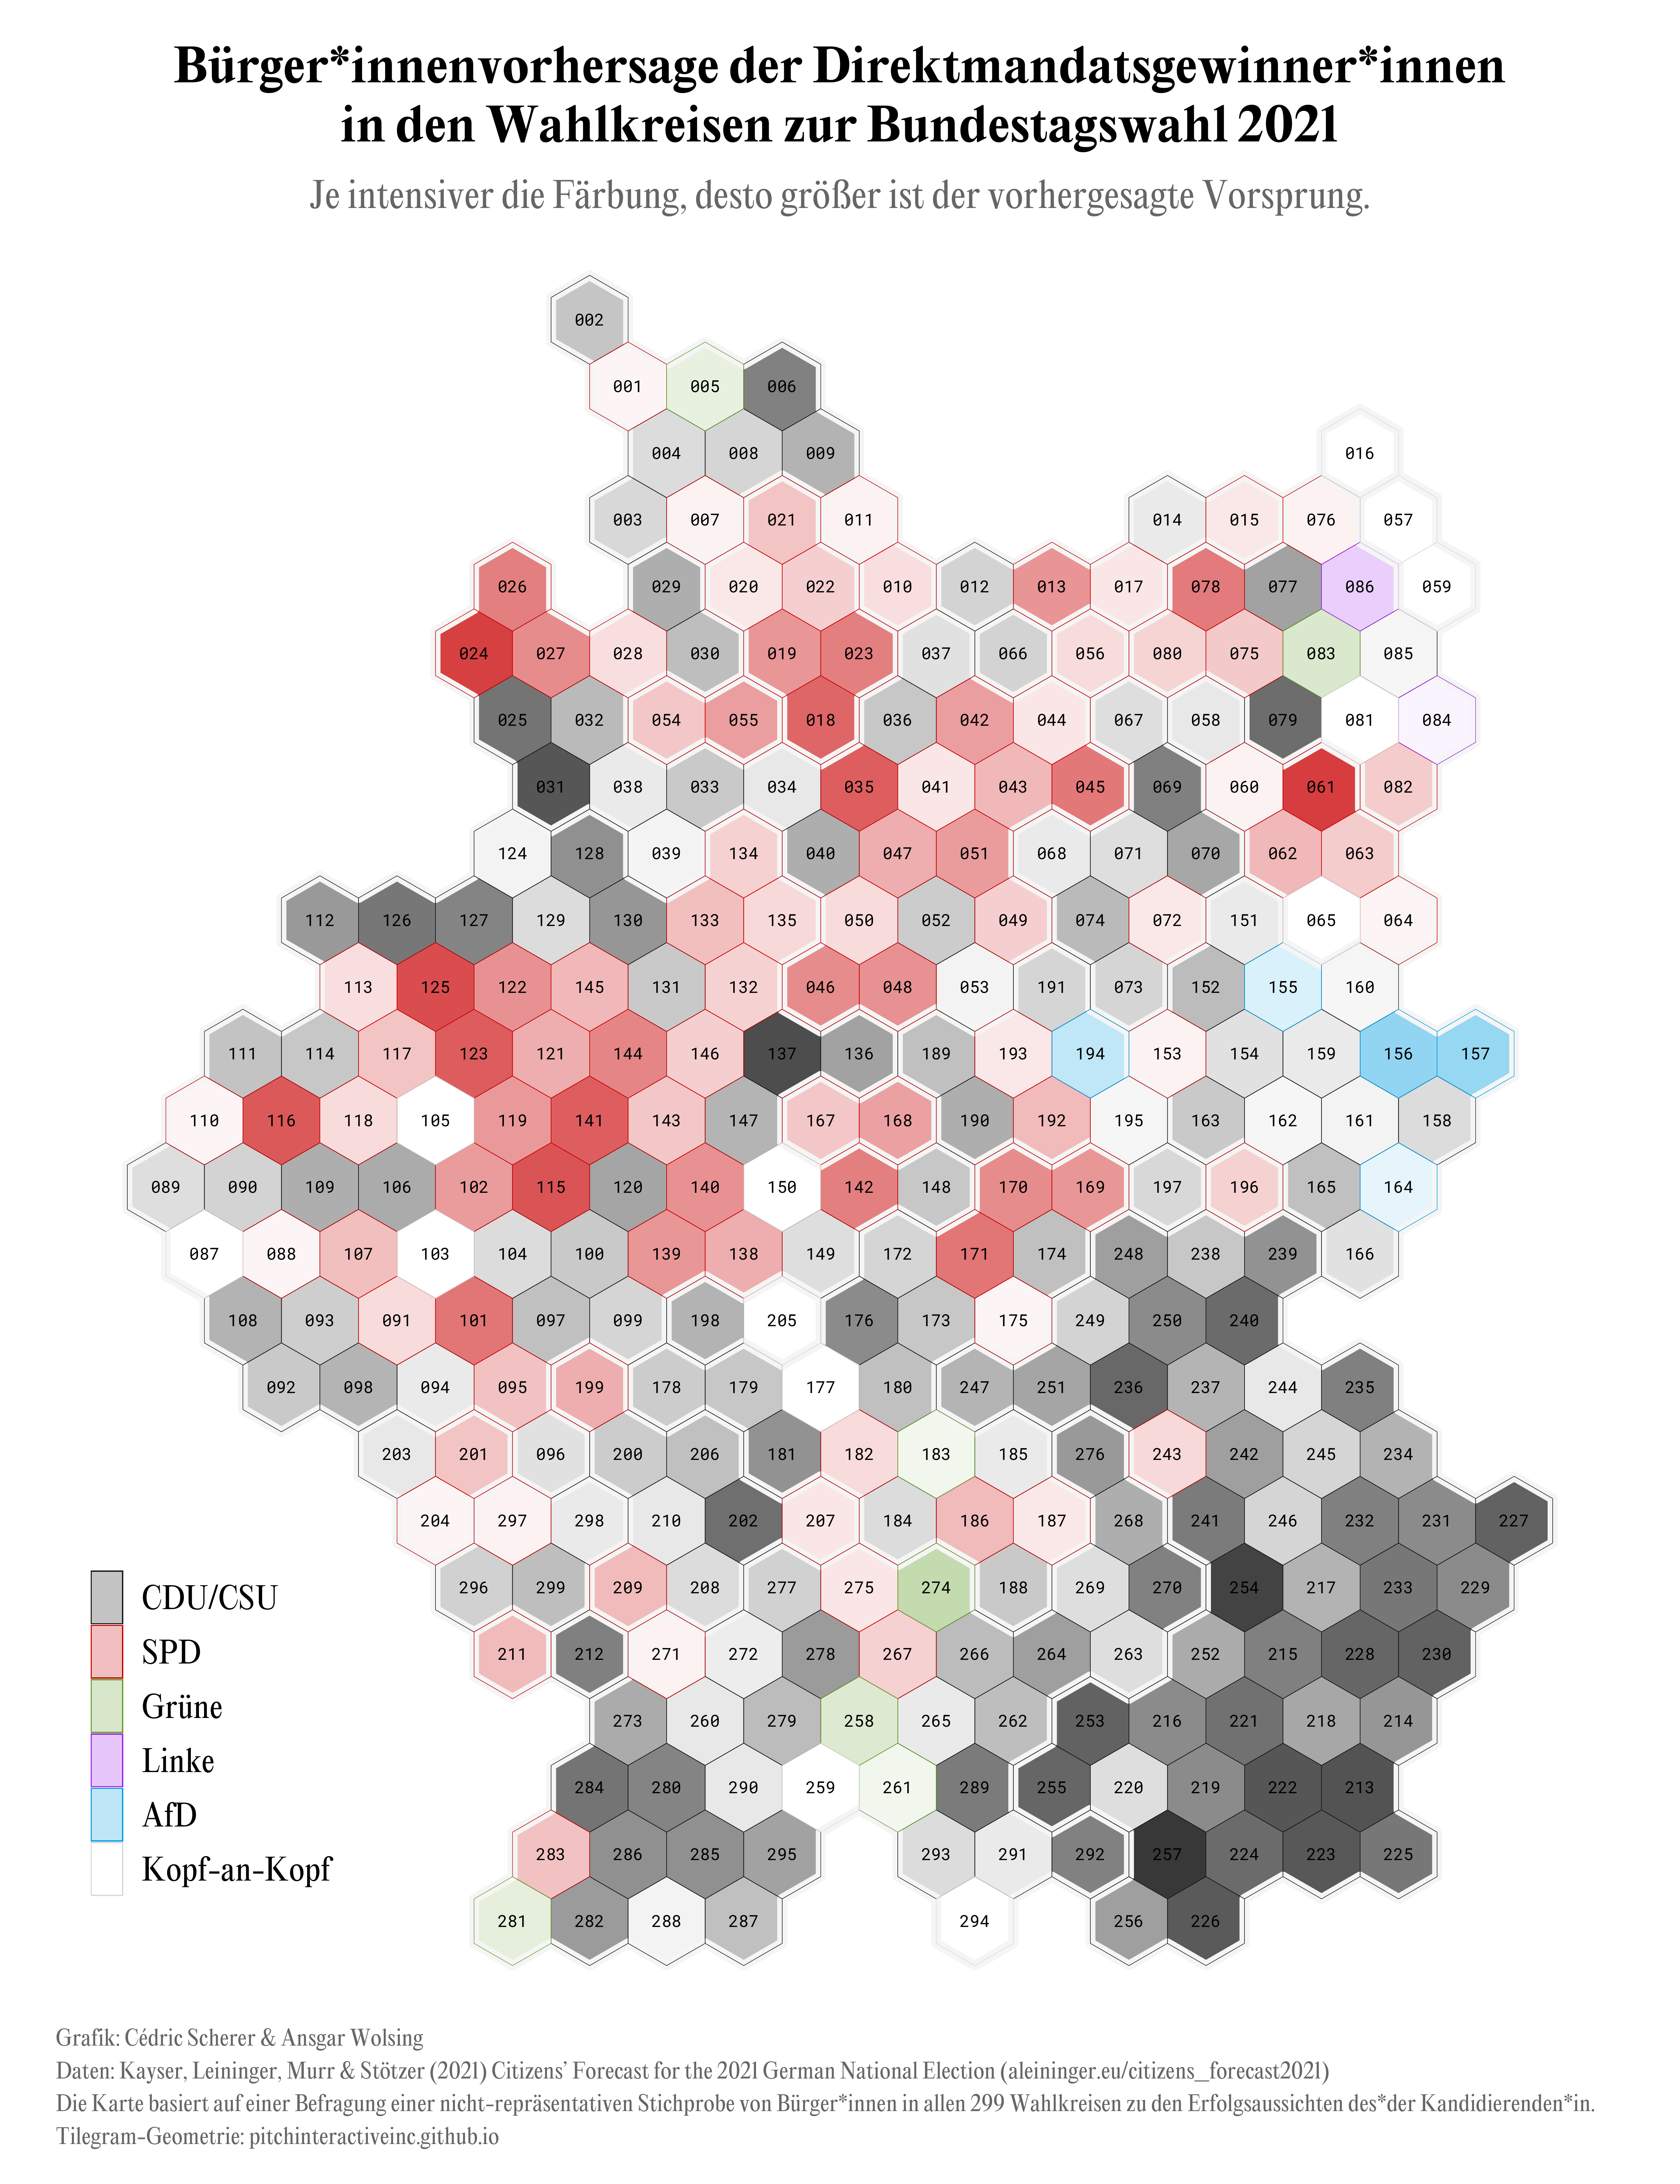 Bürger*innenvorhersage der Direktmandatsgewinner*innen
in den Wahlkreisen zur Bundestagswahl 2021
Je intensiver die Färbung, desto größer ist der vorhergesagte Vorsprung.
002
001 005 006
004 008 009 016
003 007 021 011 014 015 076 057
026 029 020 022 010 012 013 017 078 077 086 059
024 027 028 030 019 023 037 066 056 080 075 083 085
025 032 054 055 018 036 042 044 067 058 079 081 084
031 038 033 034 035 041 043 045 069 060 061 082
124 128 039 134 040 047 051 068 071 070 062 063
112 126 127 129 130 133 135 050 052 049 074 072 151 065 064
113 125 122 145 131 132 046 048 053 191 073 152 155 160
111 114 117 123 121 144 146 137 136 189 193 194 153 154 159 156 157
110 116 118 105 119 141 143 147 167 168 190 192 195 163 162 161 158
089 090 109 106 102 115 120 140 150 142 148 170 169 197 196 165 164
087 088 107 103 104 100 139 138 149 172 171 174 248 238 239 166
108 093 091 101 097 099 198 205 176 173 175 249 250 240
092 098 094 095 199 178 179 177 180 247 251 236 237 244 235
203 201 096 200 206 181 182 183 185 276 243 242 245 234
204 297 298 210 202 207 184 186 187 268 241 246 232 231 227
296 299 209 208 277 275 274 188 269 270 254 217 233 229
211 212 271 272 278 267 266 264 263 252 215 228 230
273 260 279 258 265 262 253 216 221 218 214
284 280 290 259 261 289 255 220 219 222 213
283 286 285 295 293 291 292 257 224 223 225
281 282 288 287 294 256 226
CDU/CSU
SPD
Grüne
Linke
AfD
Kopf-an-Kopf
Grafik: Cédric Scherer & Ansgar Wolsing
Daten: Kayser, Leininger, Murr & Stötzer (2021) Citizens’ Forecast for the 2021 German National Election (aleininger.eu/citizens_forecast2021)
Die Karte basiert auf einer Befragung einer nicht-repräsentativen Stichprobe von Bürger*innen in allen 299 Wahlkreisen zu den Erfolgsaussichten des*der Kandidierenden*in.
Tilegram-Geometrie: pitchinteractiveinc.github.io